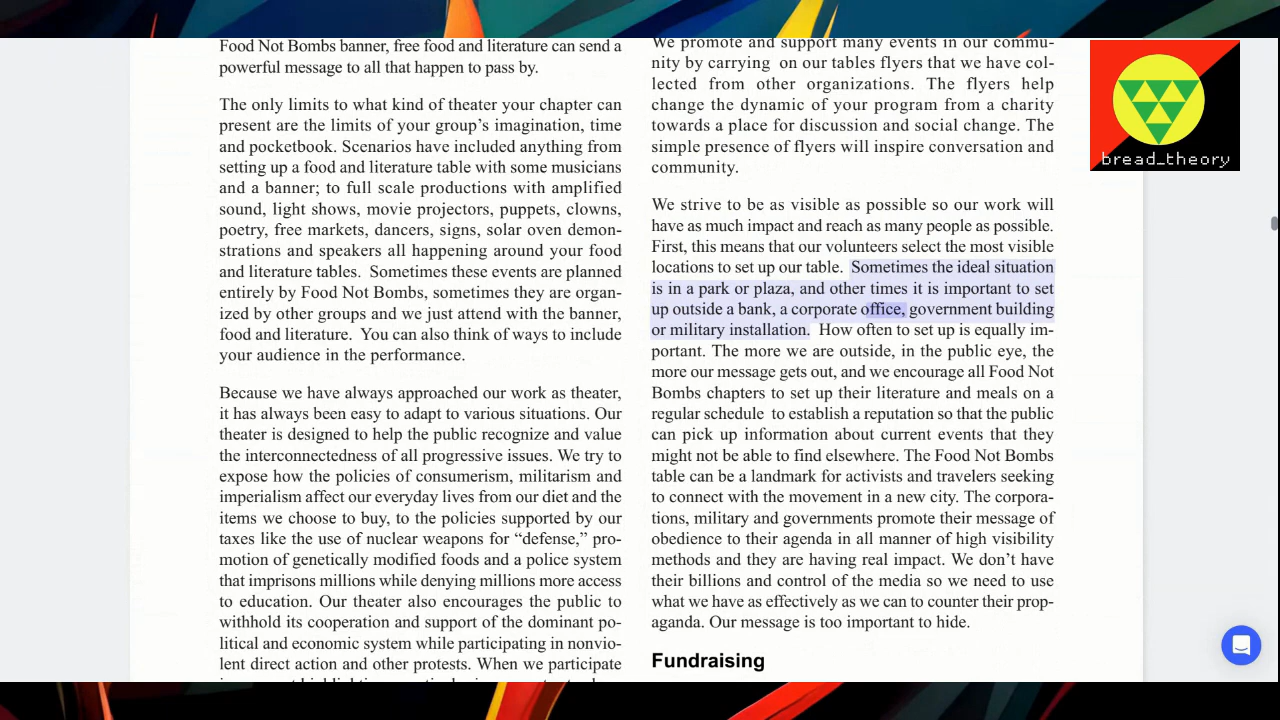 Food Not Bombs banner, free food and literature can send a
powerful message to all that happen to pass by.
The only limits to what kind of theater your chapter can
present are the limits of your group’s imagination, time
and pocketbook. Scenarios have included anything from
setting up a food and literature table with some musicians
and a banner; to full scale productions with amplified
sound, light shows, movie projectors, puppets, clowns,
poetry, free markets, dancers, signs, solar oven demon-
strations and speakers all happening around your food
and literature tables. Sometimes these events are planned
entirely by Food Not Bombs, sometimes they are organ-
ized by other groups and we just attend with the banner,
food and literature. You can also think of ways to include
your audience in the performance.
Because we have always approached our work as theater,
it has always been easy to adapt to various situations. Our
theater is designed to help the public recognize and value
the interconnectedness of all progressive issues. We try to
expose how the policies of consumerism, militarism and
imperialism affect our everyday lives from our diet and the
items we choose to buy, to the policies supported by our
taxes like the use of nuclear weapons for “defense,” pro-
motion of genetically modified foods and a police system
that imprisons millions while denying millions more access
to education. Our theater also encourages the public to
withhold its cooperation and support of the dominant po-
litical and economic system while participating in nonvio-
lent direct action and other protests. When we participate
We promote and support many events in our commu-
nity by carrying on our tables flyers that we have col-
lected from other organizations. The flyers help
change the dynamic of your program from a charity
towards a place for discussion and social change. The
simple presence of flyers will inspire conversation and
community.
We strive to be as visible as possible so our work will
have as much impact and reach as many people as possible.
First, this means that our volunteers select the most visible
locations to set up our table. Sometimes the ideal situation
is in a park or plaza, and other times it is important to set
up outside a bank, a corporate office, government building
or military installation. How often to set up is equally im-
portant. The more we are outside, in the public eye, the
more our message gets out, and we encourage all Food Not
Bombs chapters to set up their literature and meals on a
regular schedule to establish a reputation so that the public
can pick up information about current events that they
might not be able to find elsewhere. The Food Not Bombs
table can be a landmark for activists and travelers seeking
to connect with the movement in a new city. The corpora-
tions, military and governments promote their message of
obedience to their agenda in all manner of high visibility
methods and they are having real impact. We don’t have
their billions and control of the media so we need to use
what we have as effectively as we can to counter their prop-
aganda. Our message is too important to hide.
Fundraising
bread_theory